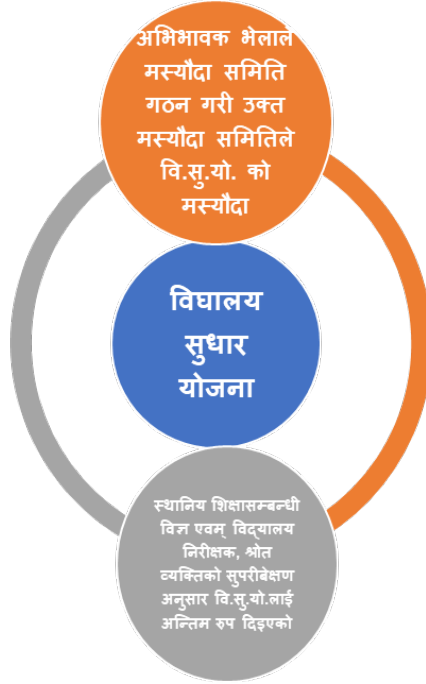 अभिभावक भेलाले
मस्यौदा समिति
गठन गरी उक्त
मस्यौदा समितिले
वि.सु.यो. को
मस्यौदा
विघालय
सुधार
योजना
स्थानिय शिक्षासम्बन्धी
विज्ञ एवम् विद्यालय
निरीक्षक, श्रोत
व्यक्तिको सुपरीबेक्षण
अनुसार वि.सु.यो.लाई
अन्तिम रुप दिइएको